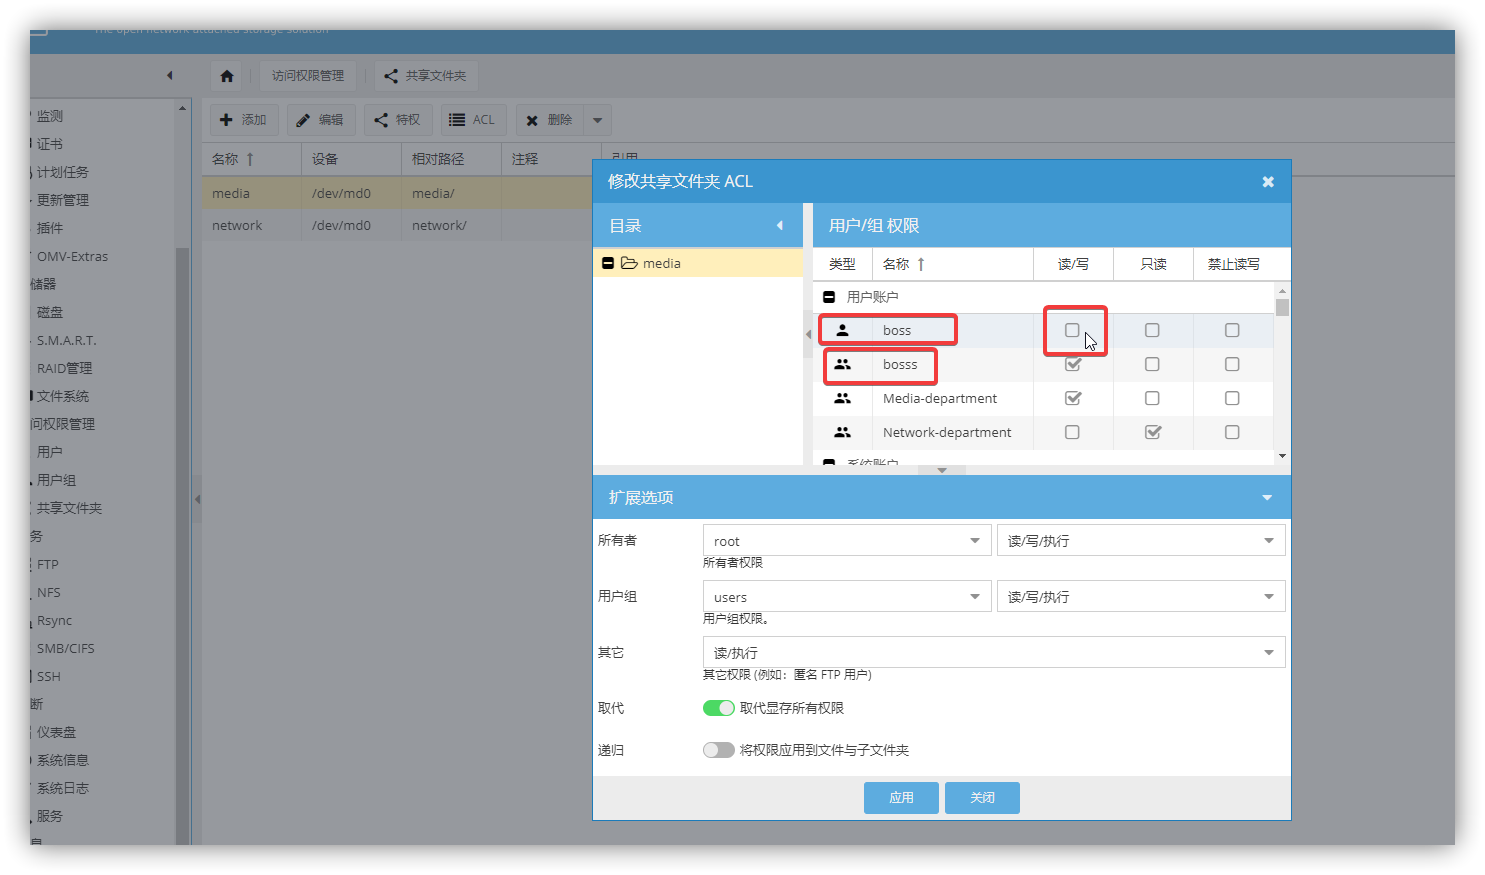 The open network attached storage solution
访问权限管理
共享文件夹
监测
证书
计划任务
更新管理
插件
OMV-Extras
储器
磁盘
S.M.A.R.T.
RAID管理
文件系统
问权限管理
用户
用户组
共享文件夹
务
FTP
NFS
Rsync
SMB/CIFS
SSH
断
仪表盘
系统信息
系统日志
服务
息
添加
编辑
特权
ACL
删除
名称
设备
相对路径
注释
引用
media /dev/md0 media/
network /dev/md0 network/
修改共享文件夹 ACL
目录
media
用户/组 权限
类型
名称
读/写
只读
禁止读写
用户账户
boss
bosss
Media-department
Network-department
系统账户
扩展选项
所有者
root
读/写/执行
所有者权限
用户组
users
读/写/执行
用户组权限。
其它
读/执行
其它权限 (例如：匿名 FTP 用户)
取代
取代显存所有权限
递归
将权限应用到文件与子文件夹
应用
关闭